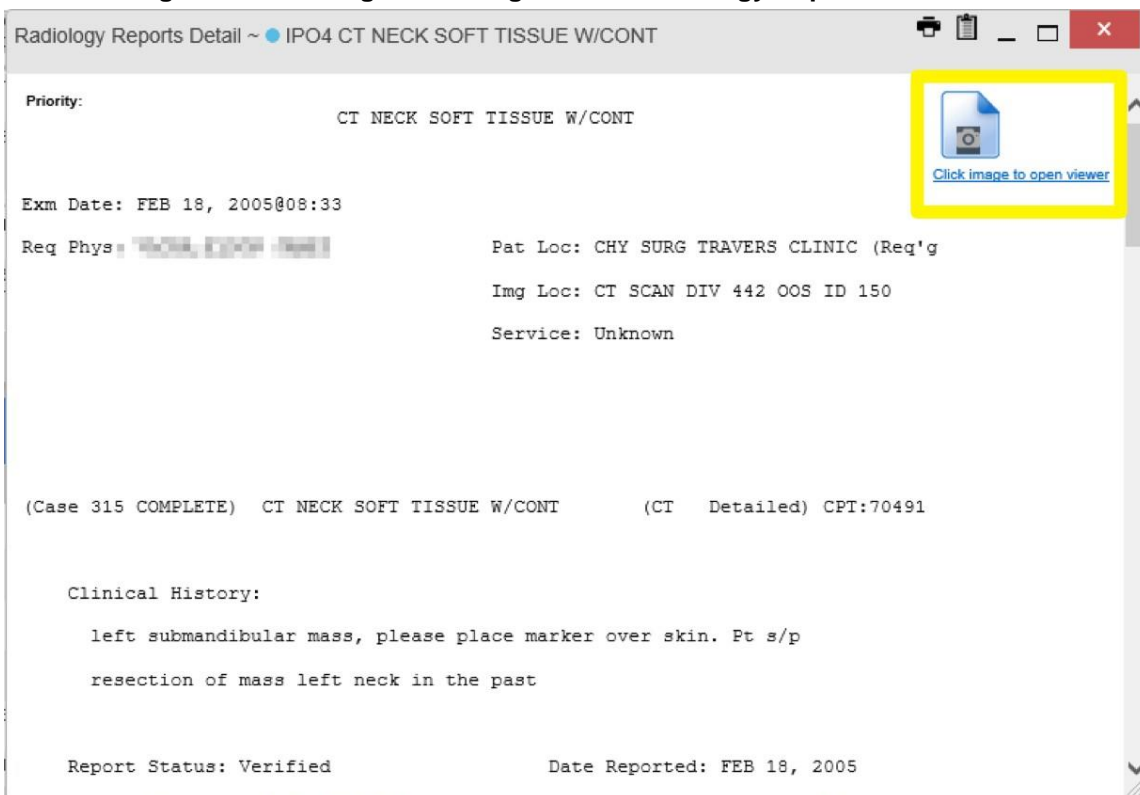 Radiology Reports Detail ~ IPO4 CT NECK SOFT TISSUE W/CONT
Priority:
CT NECK SOFT TISSUE W/CONT
Click image to open viewer
Exm Date: FEB 18, 2005@08:33
Req Phys: Pat Loc: CHY SURG TRAVERS CLINIC (Req'g
Img Loc: CT SCAN DIV 442 OOS ID 150
Service: Unknown
(Case 315 COMPLETE) CT NECK SOFT TISSUE W/CONT (CT Detailed) CPT:70491
Clinical History:
left submandibular mass, please place marker over skin. Pt s/p
resection of mass left neck in the past
Report Status: Verified Date Reported: FEB 18, 2005